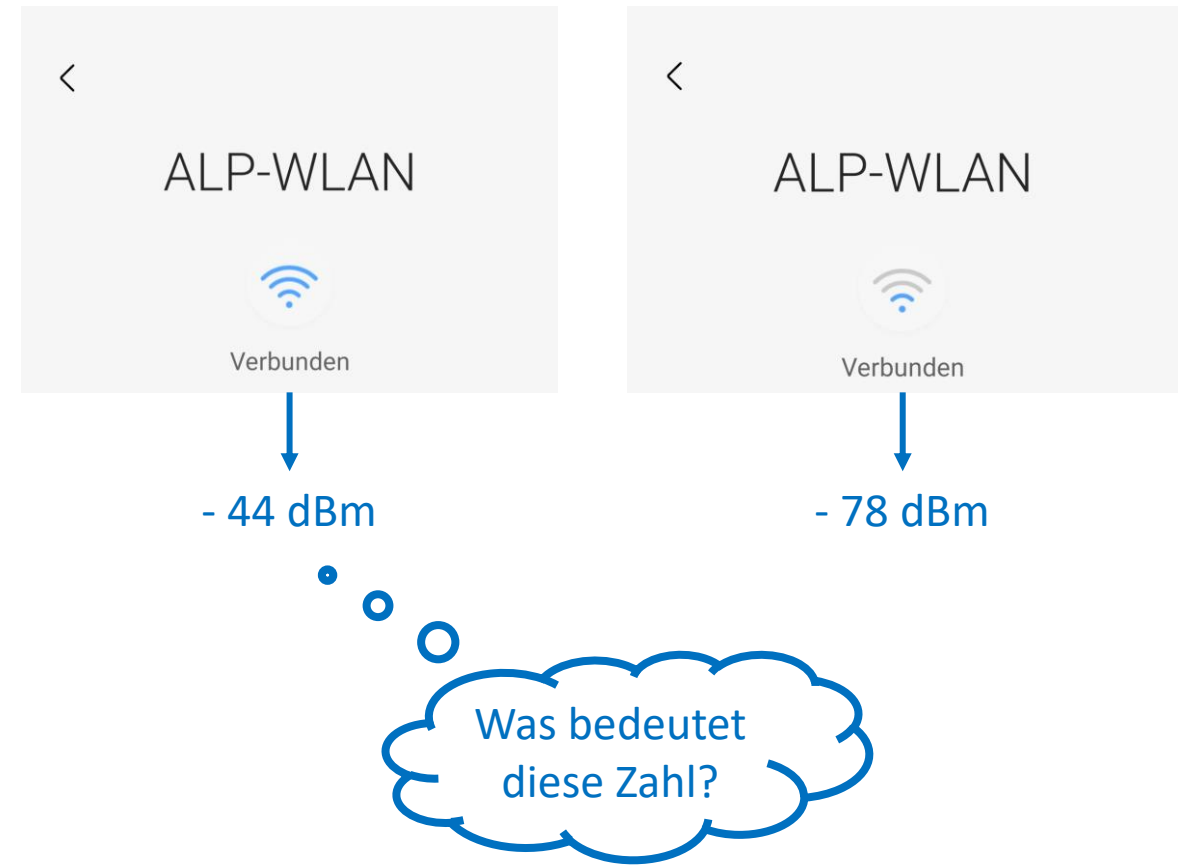 ALP-WLAN
Verbunden
- 44 dBm
ALP-WLAN
Verbunden
- 78 dBm
Was bedeutet
diese Zahl?